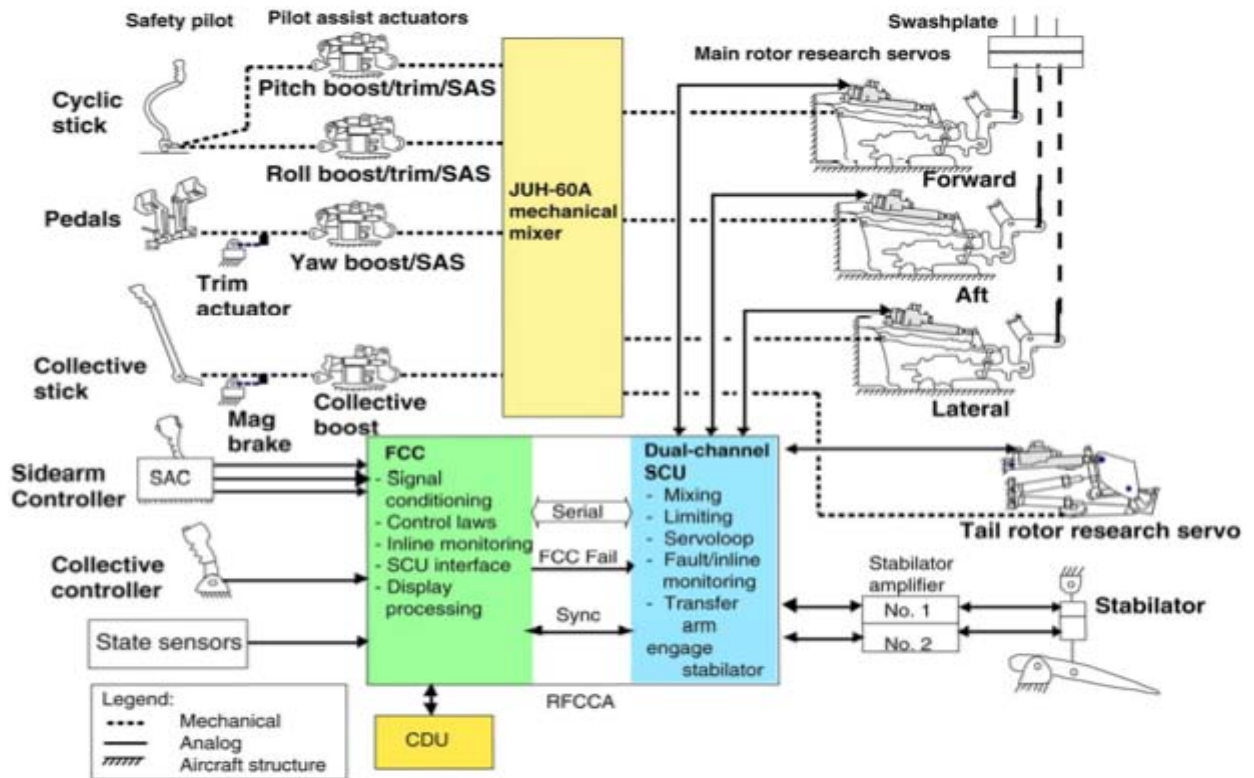 Safety pilot
Pilot assist actuators
Swashplate
Main rotor research servos
Cyclic
stick
Pitch boost/trim/SAS
Roll boost/trim/SAS
Forward
Pedals
JUH-60A
mechanical
mixer
Yaw boost/SAS
Trim
actuator
Aft
Collective
stick
Mag
brake
Collective
boost
Lateral
Sidearm
Controller
SAC
FCC
- Signal
conditioning
- Control laws
- Inline monitoring
- SCU interface
- Display
processing
Serial
FCC Fail
Sync
Dual-channel
SCU
- Mixing
- Limiting
- Servoloop
- Fault/inline
monitoring
- Transfer
arm
engage
stabilator
Tail rotor research servo
Collective
controller
Stabilator
amplifier
No. 1
No. 2
Stabilator
State sensors
RFCCA
CDU
Legend:
Mechanical
Analog
Aircraft structure